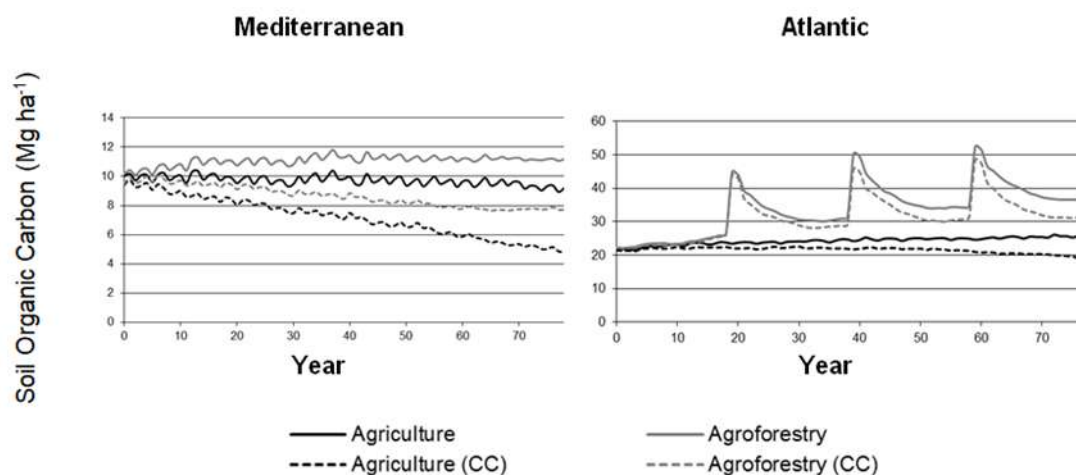 Mediterranean
Atlantic
Soil Organic Carbon (Mg ha⁻¹)
14
12
10
8
6
4
2
0
0 10 20 30 40 50 60 70
Year
60
50
40
30
20
10
0
0 10 20 30 40 50 60 70
Year
Agriculture
Agroforestry
Agriculture (CC)
Agroforestry (CC)